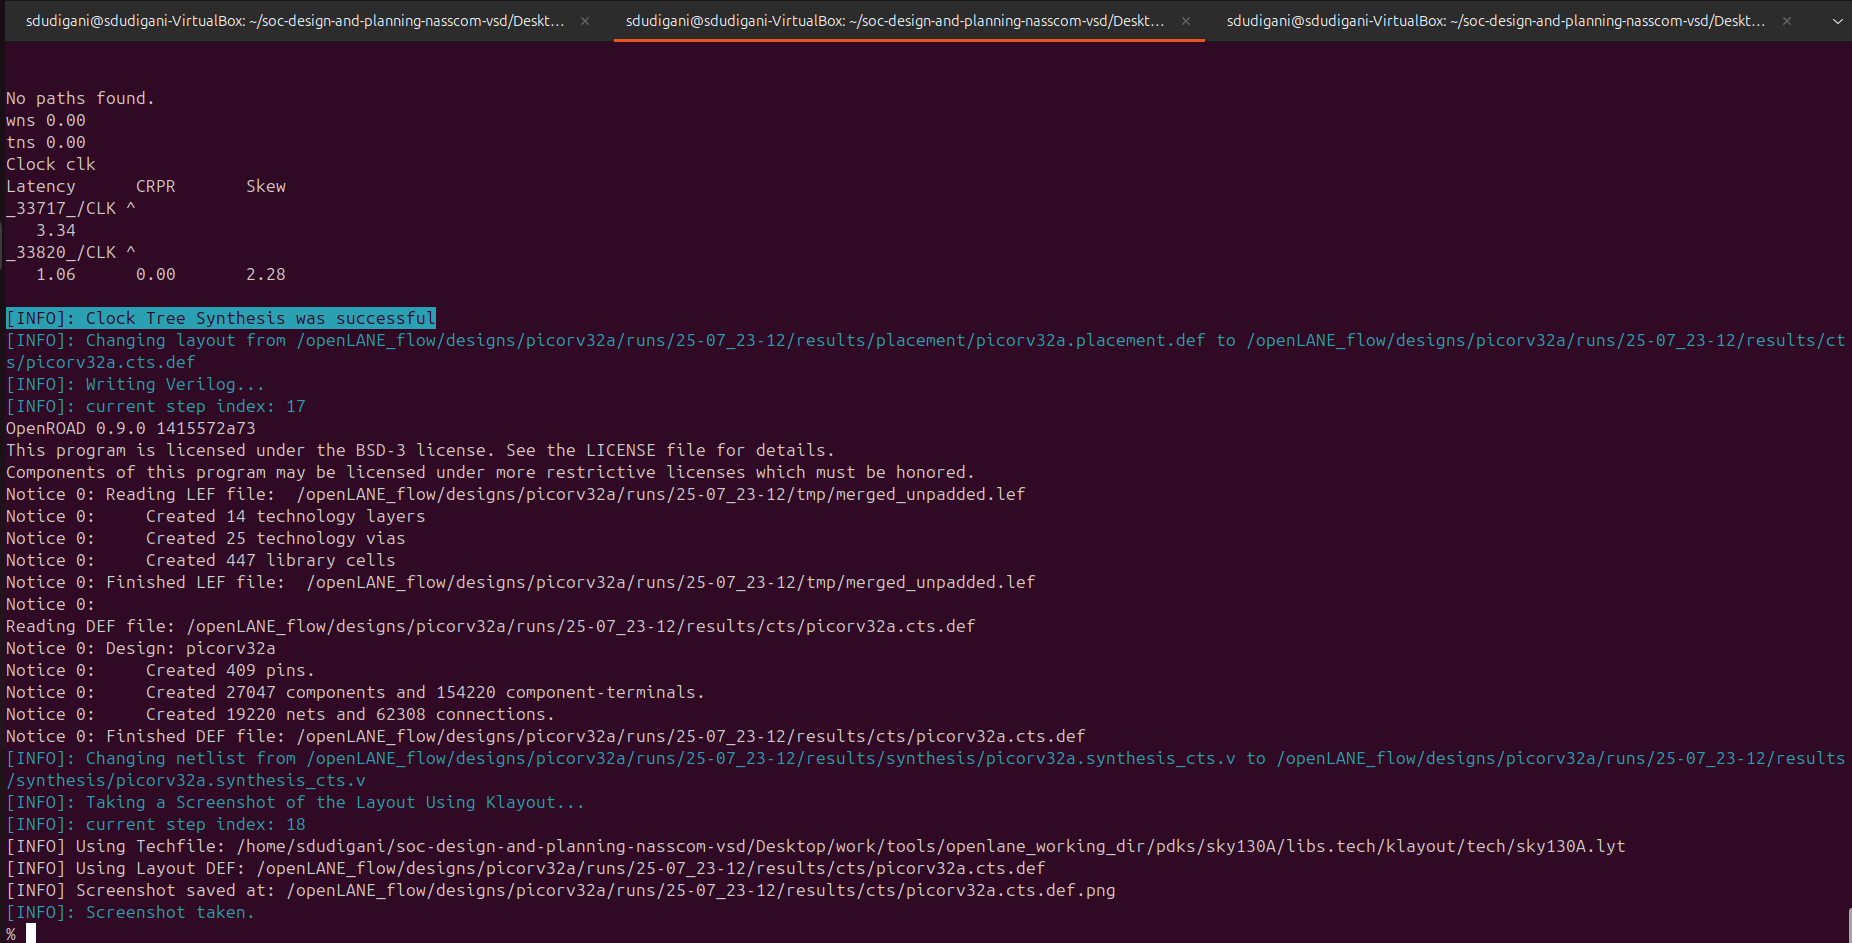 sdudigani@sdudigani-VirtualBox: ~/soc-design-and-planning-nasscom-vsd/Deskt... × sdudigani@sdudigani-VirtualBox: ~/soc-design-and-planning-nasscom-vsd/Deskt... × sdudigani@sdudigani-VirtualBox: ~/soc-design-and-planning-nasscom-vsd/Deskt... ×
No paths found.
wns 0.00
tns 0.00
Clock clk
Latency      CRPR       Skew
_33717_/CLK ^
   3.34
_33820_/CLK ^
   1.06      0.00       2.28
[INFO]: Clock Tree Synthesis was successful
[INFO]: Changing layout from /openLANE_flow/designs/picorv32a/runs/25-07_23-12/results/placement/picorv32a.placement.def to /openLANE_flow/designs/picorv32a/runs/25-07_23-12/results/ct
s/picorv32a.cts.def
[INFO]: Writing Verilog...
[INFO]: current step index: 17
OpenROAD 0.9.0 1415572a73
This program is licensed under the BSD-3 license. See the LICENSE file for details.
Components of this program may be licensed under more restrictive licenses which must be honored.
Notice 0: Reading LEF file:  /openLANE_flow/designs/picorv32a/runs/25-07_23-12/tmp/merged_unpadded.lef
Notice 0:     Created 14 technology layers
Notice 0:     Created 25 technology vias
Notice 0:     Created 447 library cells
Notice 0: Finished LEF file:  /openLANE_flow/designs/picorv32a/runs/25-07_23-12/tmp/merged_unpadded.lef
Notice 0:
Reading DEF file: /openLANE_flow/designs/picorv32a/runs/25-07_23-12/results/cts/picorv32a.cts.def
Notice 0: Design: picorv32a
Notice 0:     Created 409 pins.
Notice 0:     Created 27047 components and 154220 component-terminals.
Notice 0:     Created 19220 nets and 62308 connections.
Notice 0: Finished DEF file: /openLANE_flow/designs/picorv32a/runs/25-07_23-12/results/cts/picorv32a.cts.def
[INFO]: Changing netlist from /openLANE_flow/designs/picorv32a/runs/25-07_23-12/results/synthesis/picorv32a.synthesis_cts.v to /openLANE_flow/designs/picorv32a/runs/25-07_23-12/results
/synthesis/picorv32a.synthesis_cts.v
[INFO]: Taking a Screenshot of the Layout Using Klayout...
[INFO]: current step index: 18
[INFO] Using Techfile: /home/sdudigani/soc-design-and-planning-nasscom-vsd/Desktop/work/tools/openlane_working_dir/pdks/sky130A/libs.tech/klayout/tech/sky130A.lyt
[INFO] Using Layout DEF: /openLANE_flow/designs/picorv32a/runs/25-07_23-12/results/cts/picorv32a.cts.def
[INFO] Screenshot saved at: /openLANE_flow/designs/picorv32a/runs/25-07_23-12/results/cts/picorv32a.cts.def.png
[INFO]: Screenshot taken.
%